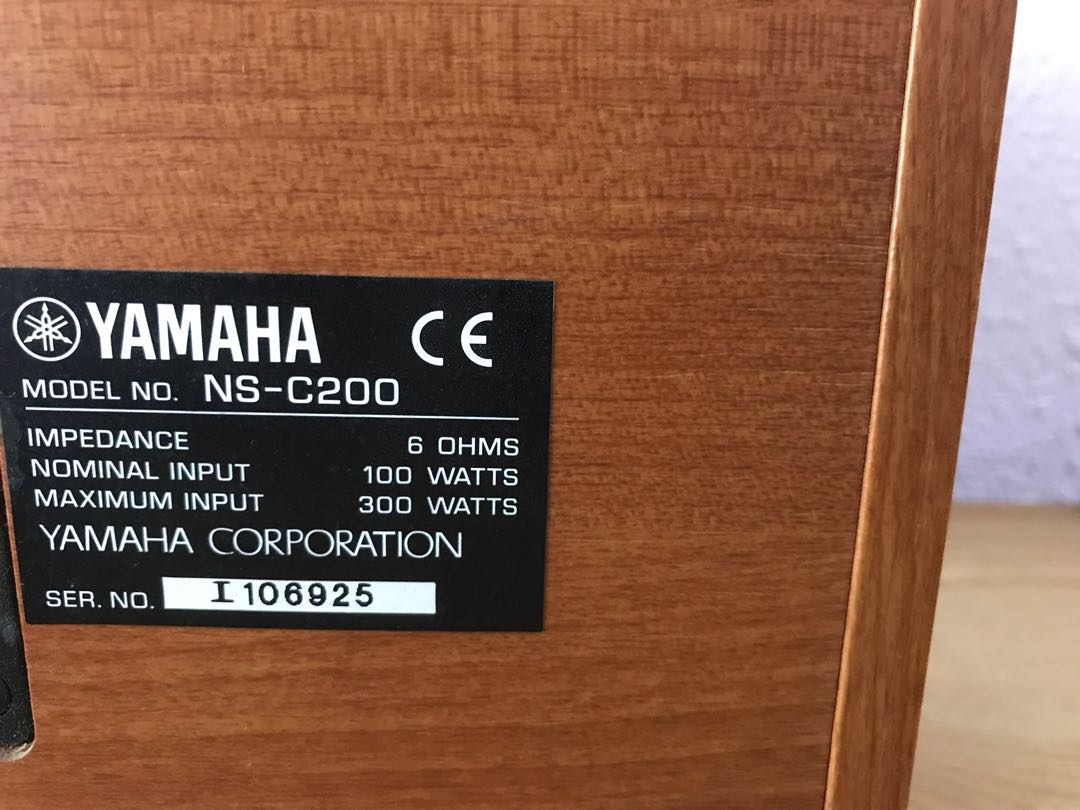 YAMAHA CE
MODEL NO. NS-C200
IMPEDANCE 6 OHMS
NOMINAL INPUT 100 WATTS
MAXIMUM INPUT 300 WATTS
YAMAHA CORPORATION
SER. NO. I106925